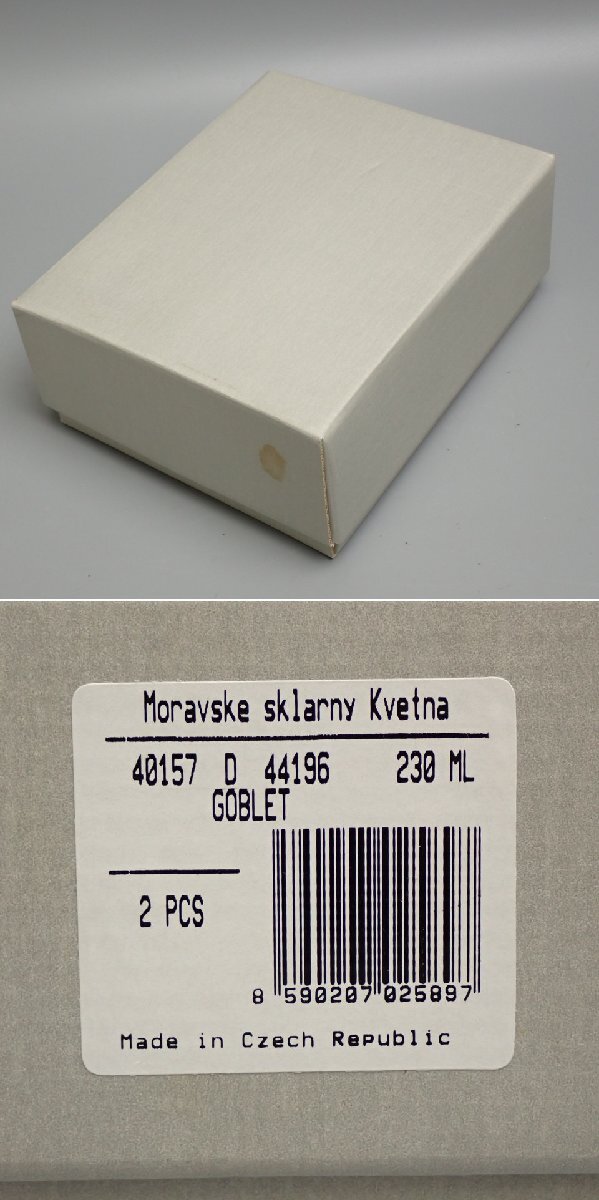 Moravske sklarny Kvetna
40157 D 44196 230 ML
GOBLET
2 PCS
8 590207 025897
Made in Czech Republic